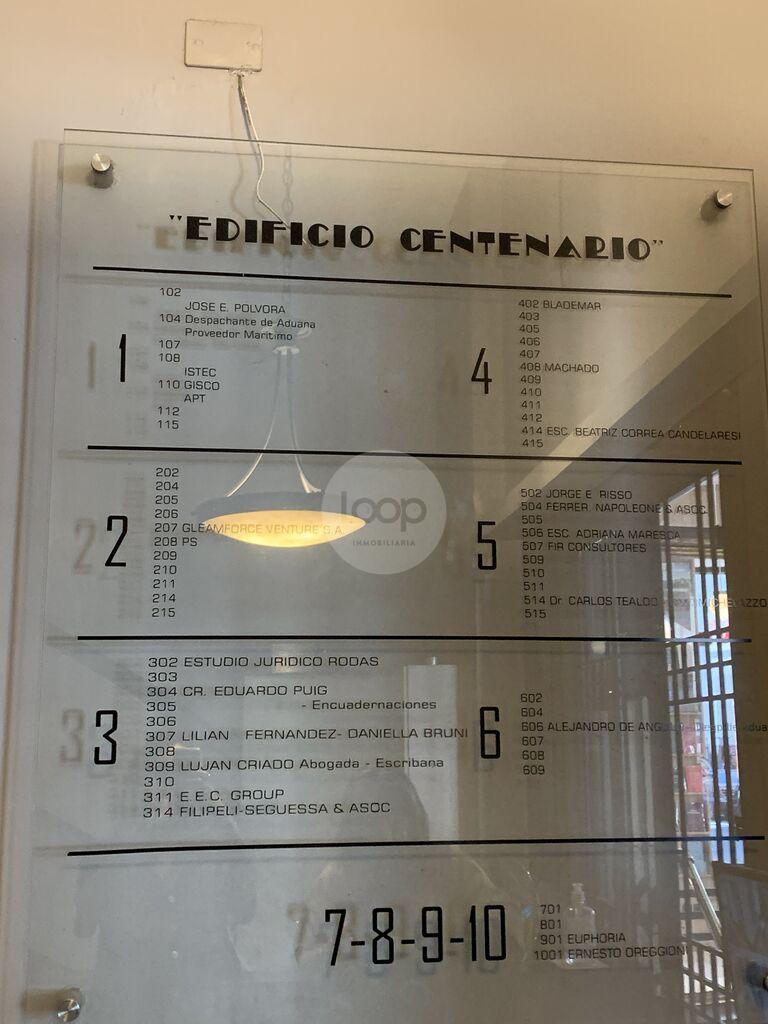 "EDIFICIO CENTENARIO"
1
102
JOSE E. POLVORA
104 Despachante de Aduana
Proveedor Maritimo
107
108
ISTEC
110 GISCO
APT
112
115
4
402 BLADEMAR
403
405
406
407
408 MACHADO
409
410
411
412
414 ESC. BEATRIZ CORREA CANDELARESI
415
2
202
204
205
206
207 GLEAMFORCE VENTURE S.A.
208 PS
209
210
211
214
215
loop
INMOBILIARIA
5
502 JORGE E. RISSO
504 FERRER, NAPOLEONE & ASOC.
505
506 ESC. ADRIANA MARESCA
507 FIR CONSULTORES
509
510
511
514 Dr. CARLOS TEALDO
515
3
302 ESTUDIO JURIDICO RODAS
303
304 CR. EDUARDO PUIG
305 - Encuadernaciones
306
307 LILIAN FERNANDEZ- DANIELLA BRUNI
308
309 LUJAN CRIADO Abogada - Escribana
310
311 E.E.C. GROUP
314 FILIPELI-SEGUESSA & ASOC
6
602
604
606 ALEJANDRO DE
607
608
609
7-8-9-10
701
801
901 EUPHORIA
1001 ERNESTO OREGGIONI